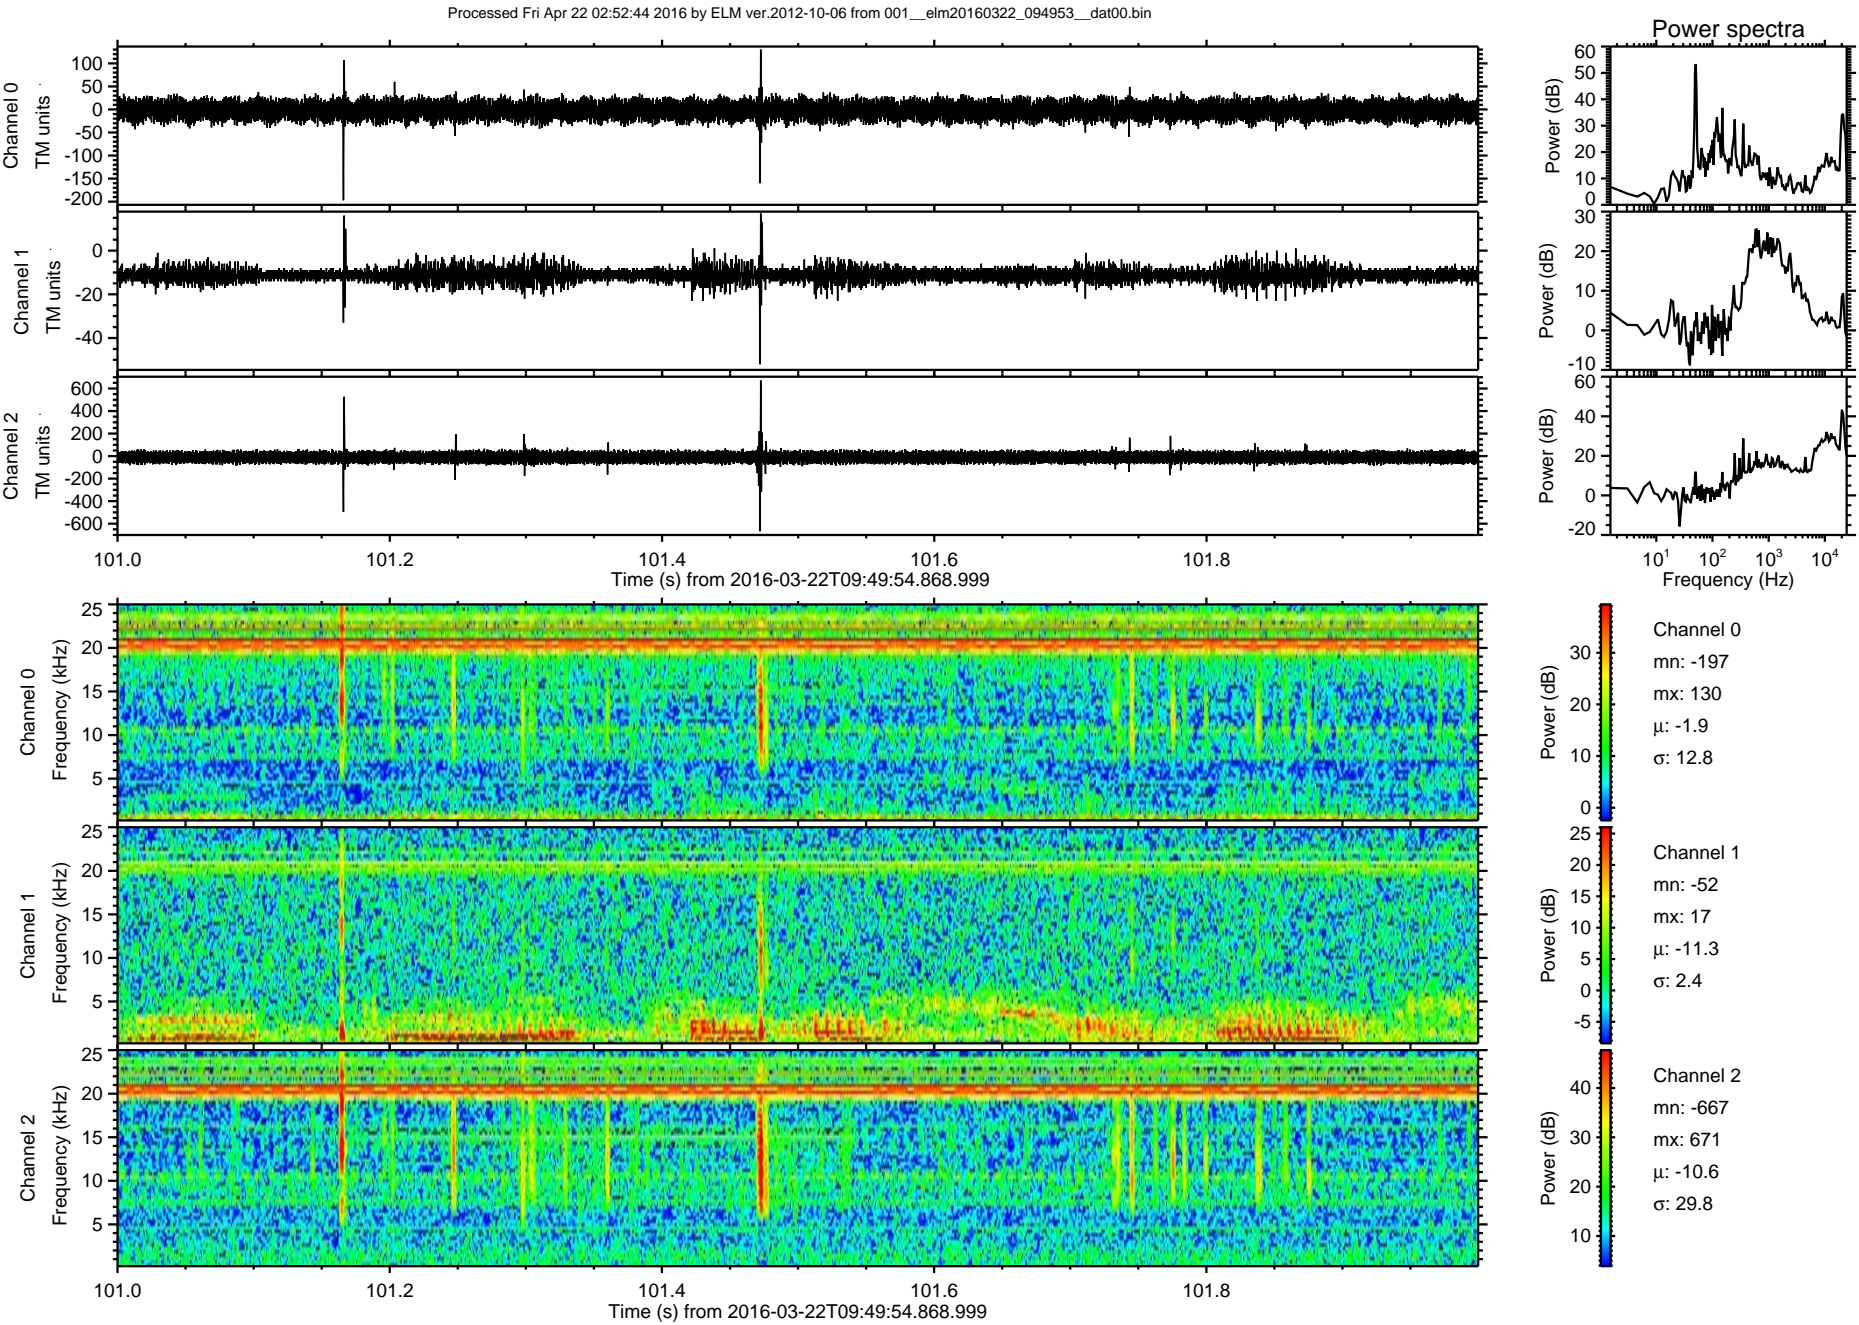 Processed Fri Apr 22 02:52:44 2016 by ELM ver.2012-10-06 from 001__elm20160322_094953__dat00.bin
Power spectra
Channel 0
TM units
100
50
0
-50
-100
-150
-200
Power (dB)
60
50
40
30
20
10
0
Channel 1
TM units
0
-20
-40
Power (dB)
30
20
10
0
-10
Channel 2
TM units
600
400
200
0
-200
-400
-600
Power (dB)
60
40
20
0
-20
101.0 101.2 101.4 101.6 101.8
Time (s) from 2016-03-22T09:49:54.868.999
10¹ 10² 10³ 10⁴
Frequency (Hz)
Channel 0
Frequency (kHz)
25
20
15
10
5
Power (dB)
30
20
10
0
Channel 0
mn: -197
mx: 130
μ: -1.9
σ: 12.8
Channel 1
Frequency (kHz)
25
20
15
10
5
Power (dB)
25
20
15
10
5
0
-5
Channel 1
mn: -52
mx: 17
μ: -11.3
σ: 2.4
Channel 2
Frequency (kHz)
25
20
15
10
5
Power (dB)
40
30
20
10
Channel 2
mn: -667
mx: 671
μ: -10.6
σ: 29.8
101.0 101.2 101.4 101.6 101.8
Time (s) from 2016-03-22T09:49:54.868.999